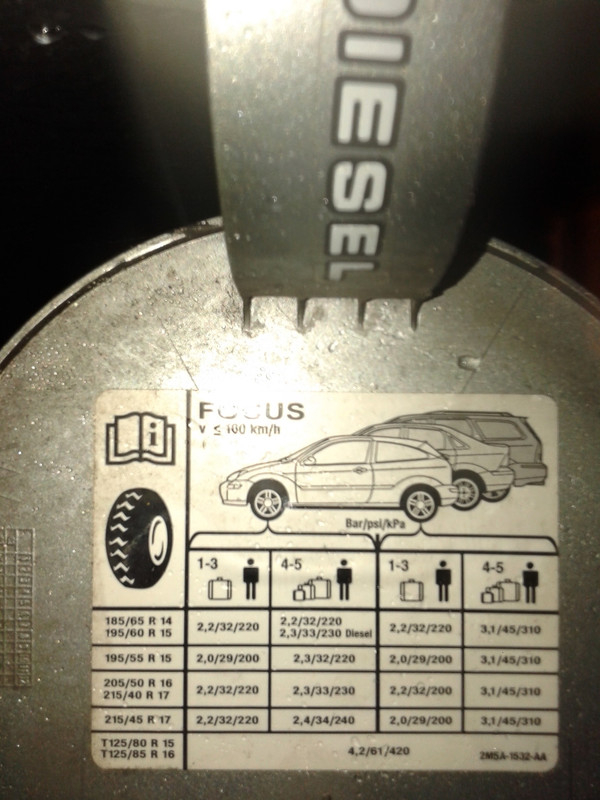 DIESEL
FOCUS
v ≤ 160 km/h
Bar/psi/kPa
1-3 4-5 1-3 4-5
185/65 R 14
195/60 R 15
2,2/32/220 2,2/32/220
2,3/33/230 Diesel 2,2/32/220 3,1/45/310
195/55 R 15 2,0/29/200 2,3/32/220 2,0/29/200 3,1/45/310
205/50 R 16
215/40 R 17
2,2/32/220 2,3/33/230 2,2/32/200 3,1/45/310
215/45 R 17 2,2/32/220 2,4/34/240 2,0/29/200 3,1/45/310
T125/80 R 15
T125/85 R 16
4,2/61/420 2M5A-1532-AA